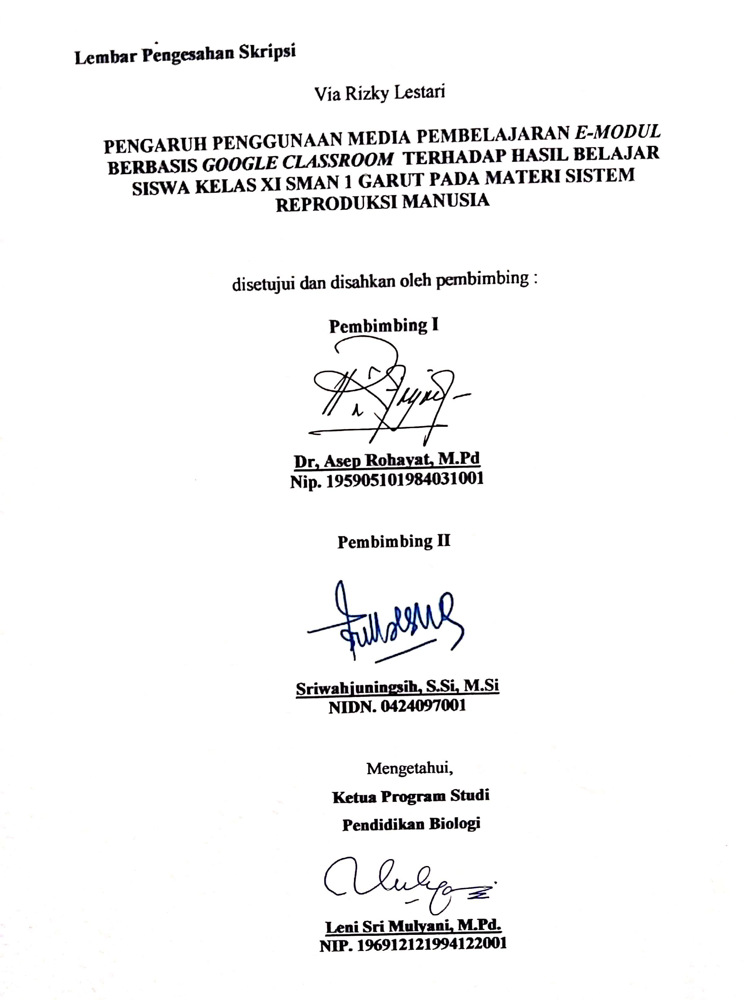 Lembar Pengesahan Skripsi
Via Rizky Lestari
PENGARUH PENGGUNAAN MEDIA PEMBELAJARAN E-MODUL
BERBASIS GOOGLE CLASSROOM TERHADAP HASIL BELAJAR
SISWA KELAS XI SMAN 1 GARUT PADA MATERI SISTEM
REPRODUKSI MANUSIA
disetujui dan disahkan oleh pembimbing :
Pembimbing I
Dr, Asep Rohayat, M.Pd
Nip. 195905101984031001
Pembimbing II
Sriwahjuningsih, S.Si, M.Si
NIDN. 0424097001
Mengetahui,
Ketua Program Studi
Pendidikan Biologi
Leni Sri Mulyani, M.Pd.
NIP. 196912121994122001